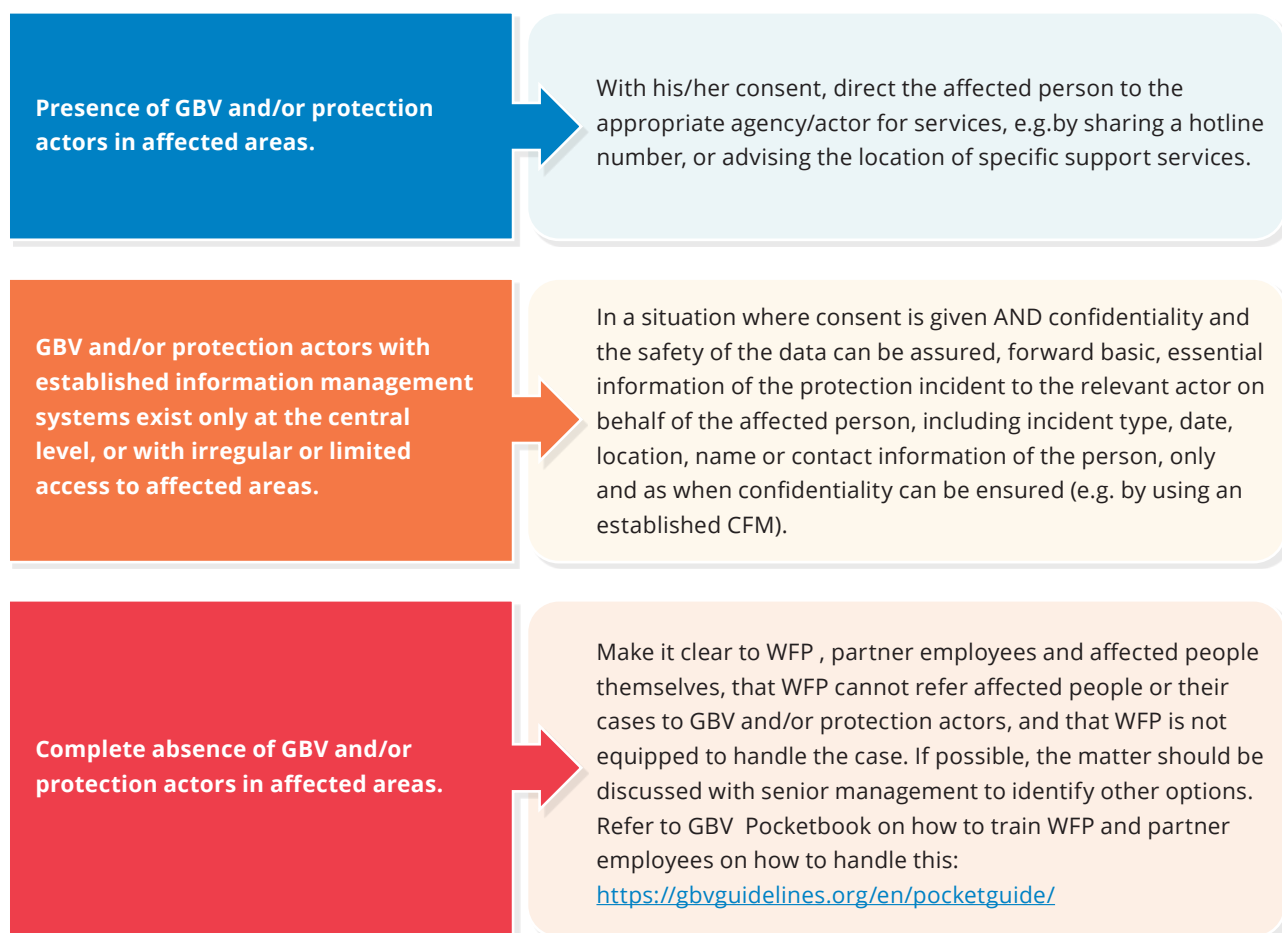 Presence of GBV and/or protection
actors in affected areas.
With his/her consent, direct the affected person to the
appropriate agency/actor for services, e.g.by sharing a hotline
number, or advising the location of specific support services.
GBV and/or protection actors with
established information management
systems exist only at the central
level, or with irregular or limited
access to affected areas.
In a situation where consent is given AND confidentiality and
the safety of the data can be assured, forward basic, essential
information of the protection incident to the relevant actor on
behalf of the affected person, including incident type, date,
location, name or contact information of the person, only
and as when confidentiality can be ensured (e.g. by using an
established CFM).
Complete absence of GBV and/or
protection actors in affected areas.
Make it clear to WFP , partner employees and affected people
themselves, that WFP cannot refer affected people or their
cases to GBV and/or protection actors, and that WFP is not
equipped to handle the case. If possible, the matter should be
discussed with senior management to identify other options.
Refer to GBV  Pocketbook on how to train WFP and partner
employees on how to handle this:
https://gbvguidelines.org/en/pocketguide/